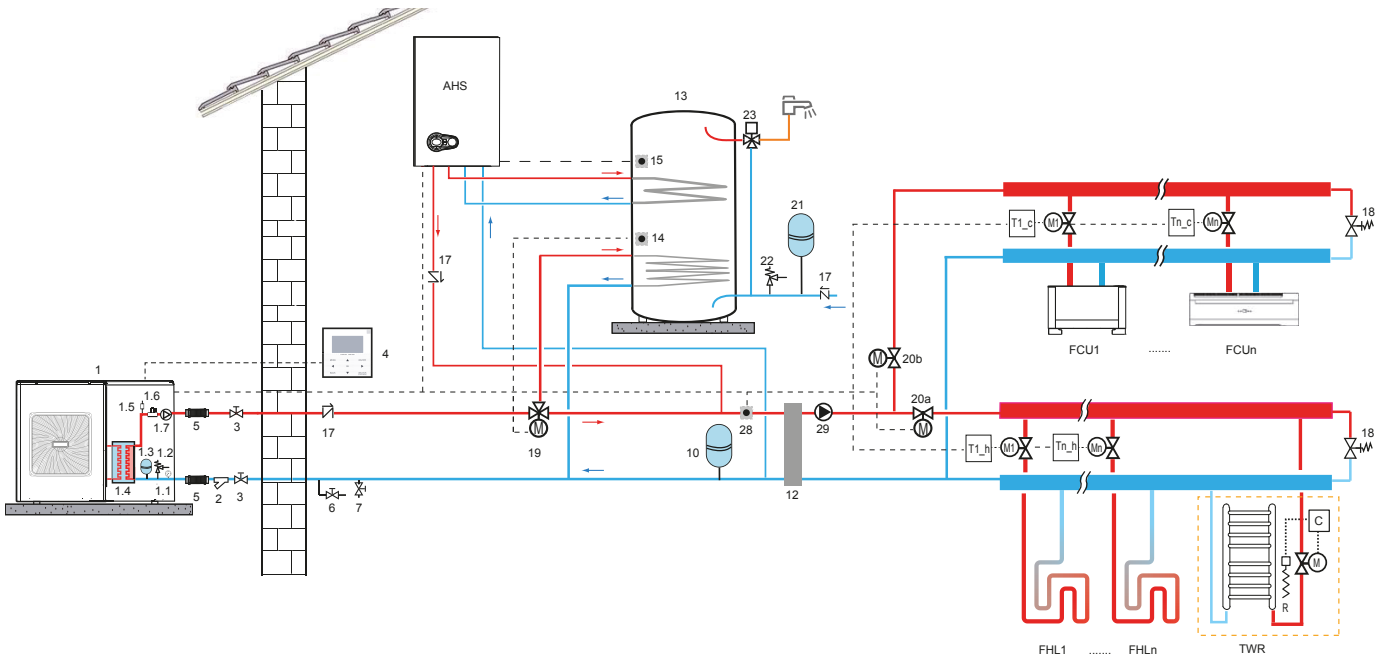 AHS
13
23
15
14
21
22
17
17
T1_c
M1
Tn_c
Mn
18
FCU1
.......
FCUn
4
M
20b
1
1.6
1.5
1.7
5
3
17
19
M
28
29
20a
M
T1_h
M1
Tn_h
Mn
18
1.3
1.2
1.4
1.1
5
2
3
6
7
10
12
C
M
R
FHL1
.......
FHLn
TWR